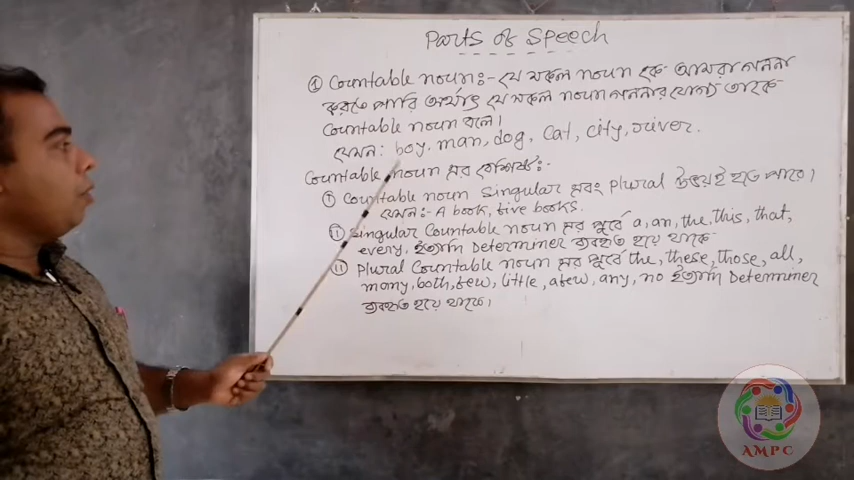 Parts of Speech
① Countable noun:- যে সকল noun কে আমরা গননা
করতে পারি অর্থাৎ যে সকল noun গননার যোগ্য তাকে
Countable noun বলে।
যেমন: boy, man, dog, Cat, city, river.
Countable noun এর বৈশিষ্ট্য:-
(i) Countable noun singular এবং Plural উভয়ই হতে পারে।
যেমন:- A book, five books.
(ii) Singular Countable noun এর পূর্বে a, an, the, this, that,
every, ইত্যাদি Determiner ব্যবহৃত হয়ে থাকে
(iii) Plural Countable noun এর পূর্বে the, these, those, all,
many, both, few, little, a few, any, no ইত্যাদি Determiner
ব্যবহৃত হয়ে থাকে।
AMPC